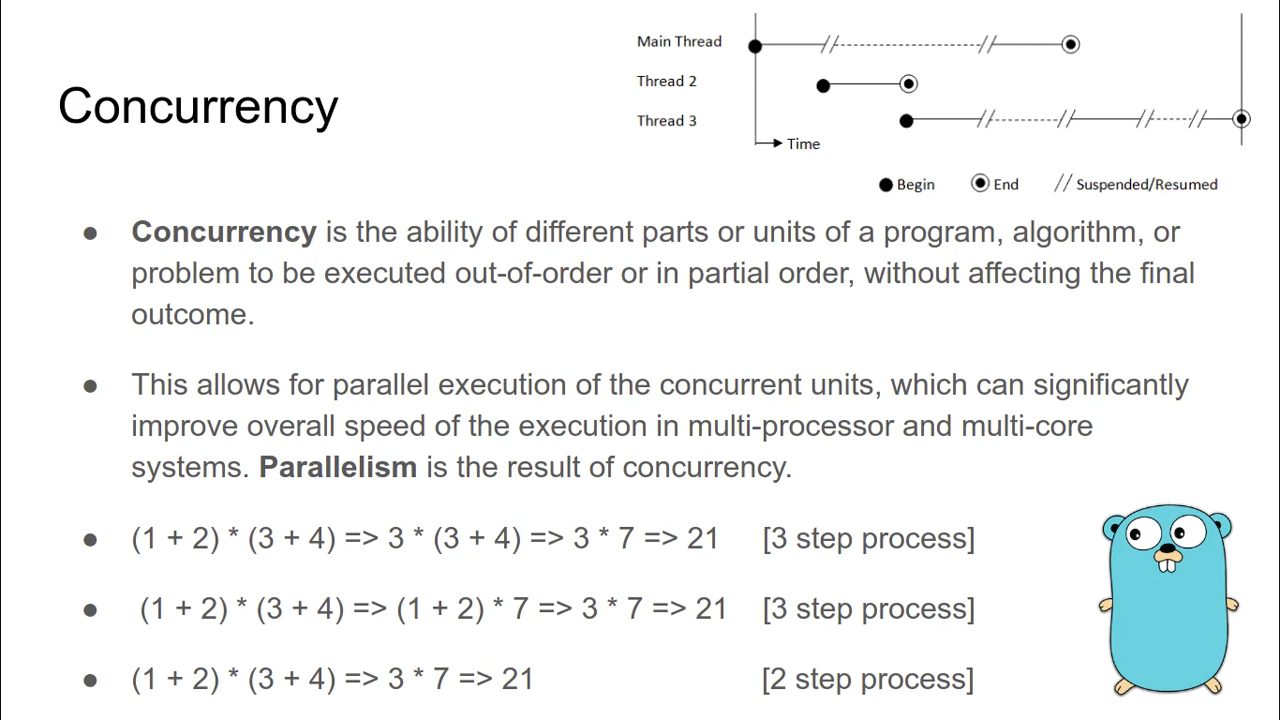 Concurrency
Main Thread
Thread 2
Thread 3
Time
Begin End // Suspended/Resumed
● Concurrency is the ability of different parts or units of a program, algorithm, or
problem to be executed out-of-order or in partial order, without affecting the final
outcome.
● This allows for parallel execution of the concurrent units, which can significantly
improve overall speed of the execution in multi-processor and multi-core
systems. Parallelism is the result of concurrency.
● (1 + 2) * (3 + 4) => 3 * (3 + 4) => 3 * 7 => 21 [3 step process]
● (1 + 2) * (3 + 4) => (1 + 2) * 7 => 3 * 7 => 21 [3 step process]
● (1 + 2) * (3 + 4) => 3 * 7 => 21 [2 step process]